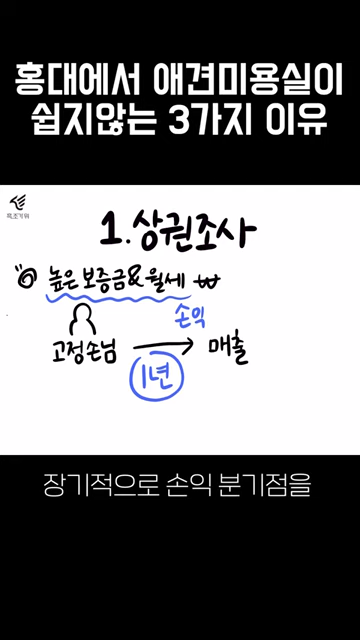 홍대에서 애견미용실이
쉽지않는 3가지 이유
1. 상권조사
높은 보증금&월세 ₩
손익
고정손님 → 매출
1년
장기적으로 손익 분기점을